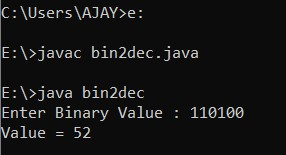 C:\Users\AJAY>e:
E:\>javac bin2dec.java
E:\>java bin2dec
Enter Binary Value : 110100
Value = 52